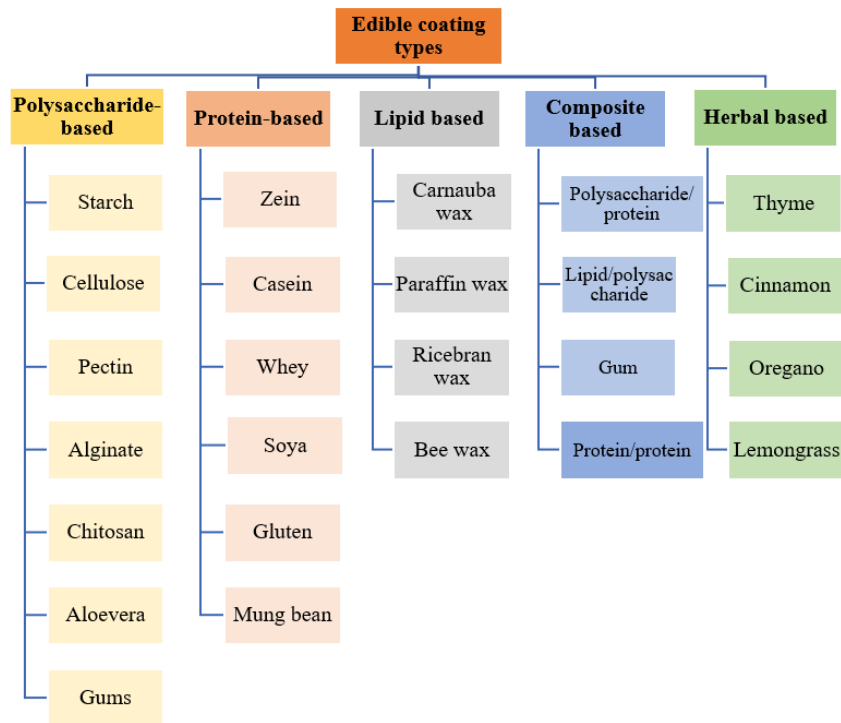 Edible coating
types
Polysaccharide-
based
Protein-based
Lipid based
Composite
based
Herbal based
Starch
Cellulose
Pectin
Alginate
Chitosan
Aloevera
Gums
Zein
Casein
Whey
Soya
Gluten
Mung bean
Carnauba
wax
Paraffin wax
Ricebran
wax
Bee wax
Polysaccharide/
protein
Lipid/polysac
charide
Gum
Protein/protein
Thyme
Cinnamon
Oregano
Lemongrass